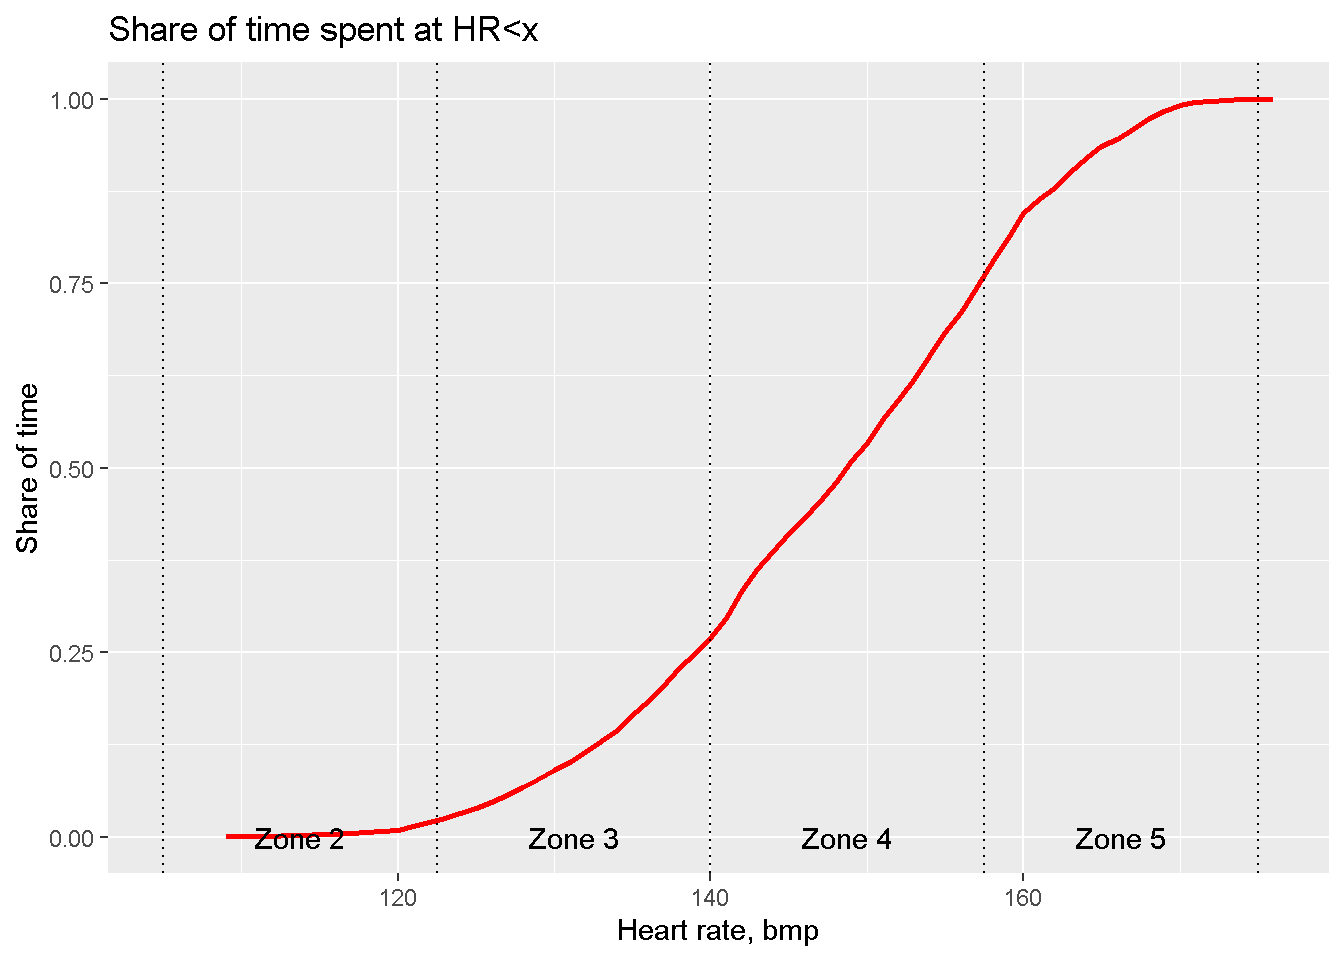 Share of time spent at HR<x
1.00
0.75
0.50
0.25
0.00
Share of time
Zone 2
Zone 3
Zone 4
Zone 5
120
140
160
Heart rate, bmp